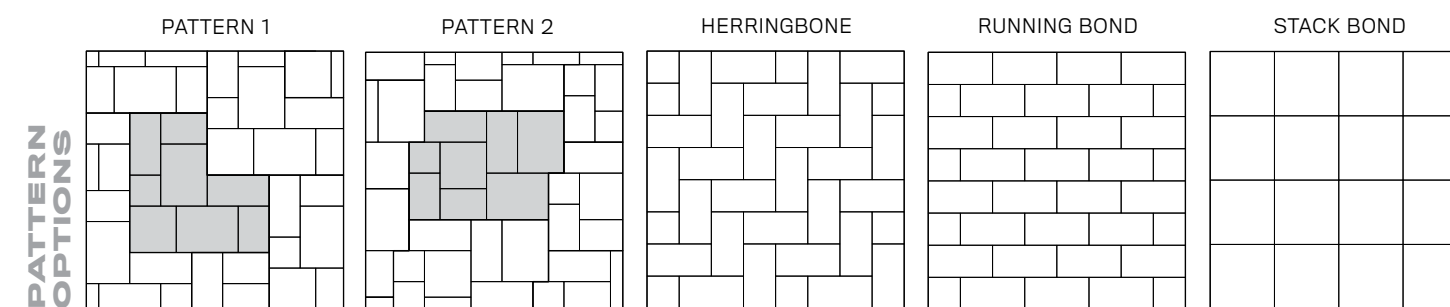 PATTERN 1
PATTERN 2
HERRINGBONE
RUNNING BOND
STACK BOND
PATTERN
OPTIONS